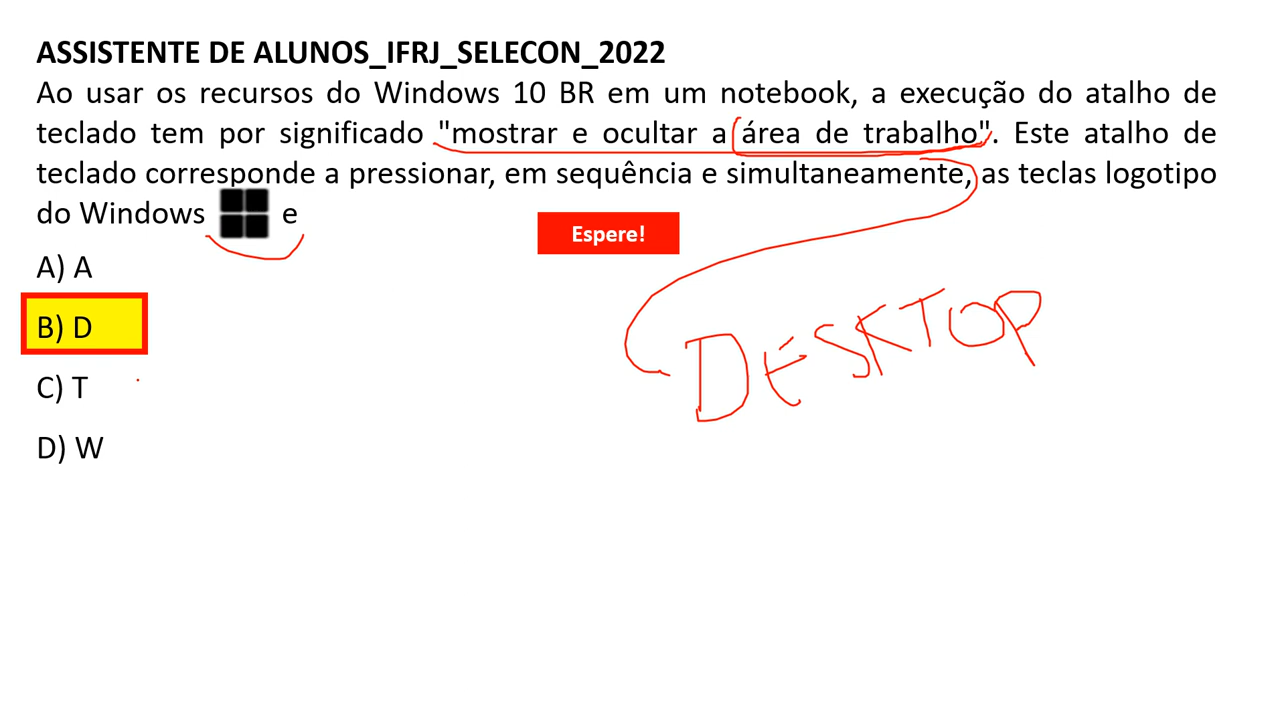 ASSISTENTE DE ALUNOS_IFRJ_SELECON_2022
Ao usar os recursos do Windows 10 BR em um notebook, a execução do atalho de
teclado tem por significado "mostrar e ocultar a área de trabalho". Este atalho de
teclado corresponde a pressionar, em sequência e simultaneamente, as teclas logotipo
do Windows e
Espere!
A) A
B) D
C) T
D) W
DESKTOP